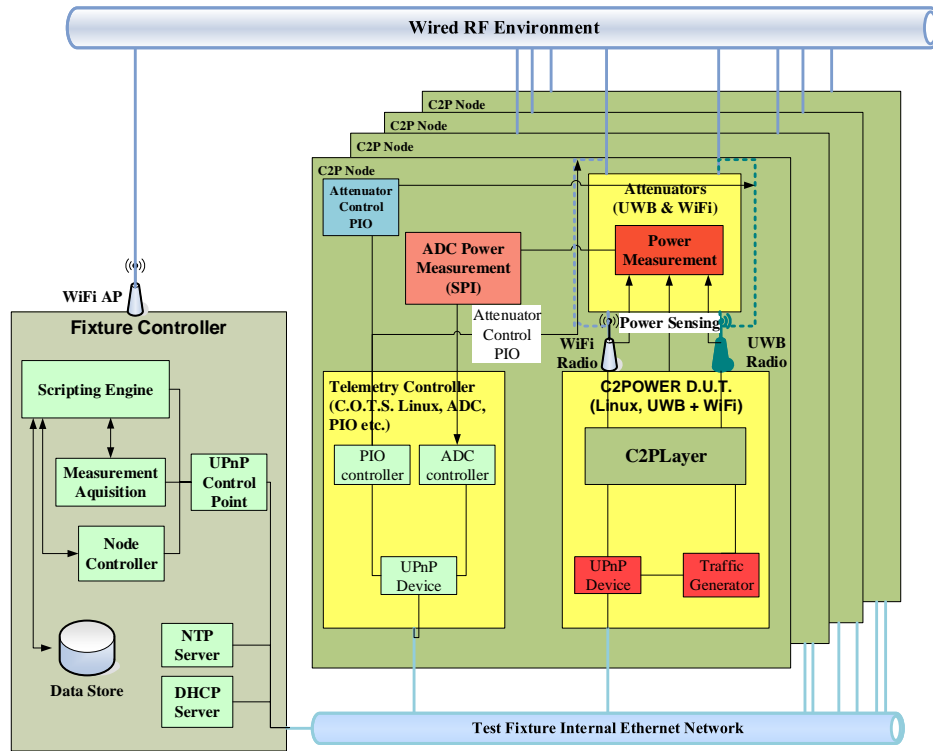 Wired RF Environment
C2P Node
C2P Node
C2P Node
C2P Node
Attenuator
Control
PIO
Attenuators
(UWB & WiFi)
Power
Measurement
ADC Power
Measurement
(SPI)
Attenuator
Control
PIO
Power Sensing
WiFi
Radio
UWB
Radio
WiFi AP
Fixture Controller
Scripting Engine
Measurement
Aquisition
UPnP
Control
Point
Node
Controller
Data Store
NTP
Server
DHCP
Server
Telemetry Controller
(C.O.T.S. Linux, ADC,
PIO etc.)
PIO
controller
ADC
controller
UPnP
Device
C2POWER D.U.T.
(Linux, UWB + WiFi)
C2PLayer
UPnP
Device
Traffic
Generator
Test Fixture Internal Ethernet Network